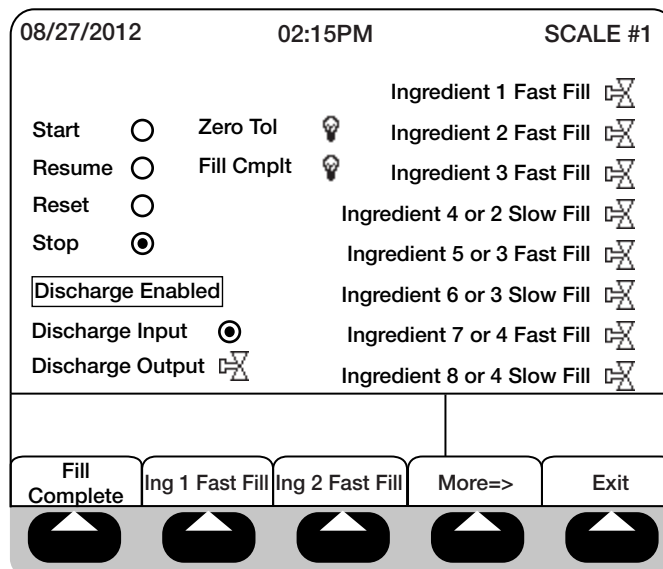 08/27/2012 02:15PM SCALE #1
Ingredient 1 Fast Fill
Start Zero Tol Ingredient 2 Fast Fill
Resume Fill Cmplt Ingredient 3 Fast Fill
Reset Ingredient 4 or 2 Slow Fill
Stop Ingredient 5 or 3 Fast Fill
Discharge Enabled Ingredient 6 or 3 Slow Fill
Discharge Input Ingredient 7 or 4 Fast Fill
Discharge Output Ingredient 8 or 4 Slow Fill
Fill Complete Ing 1 Fast Fill Ing 2 Fast Fill More=> Exit